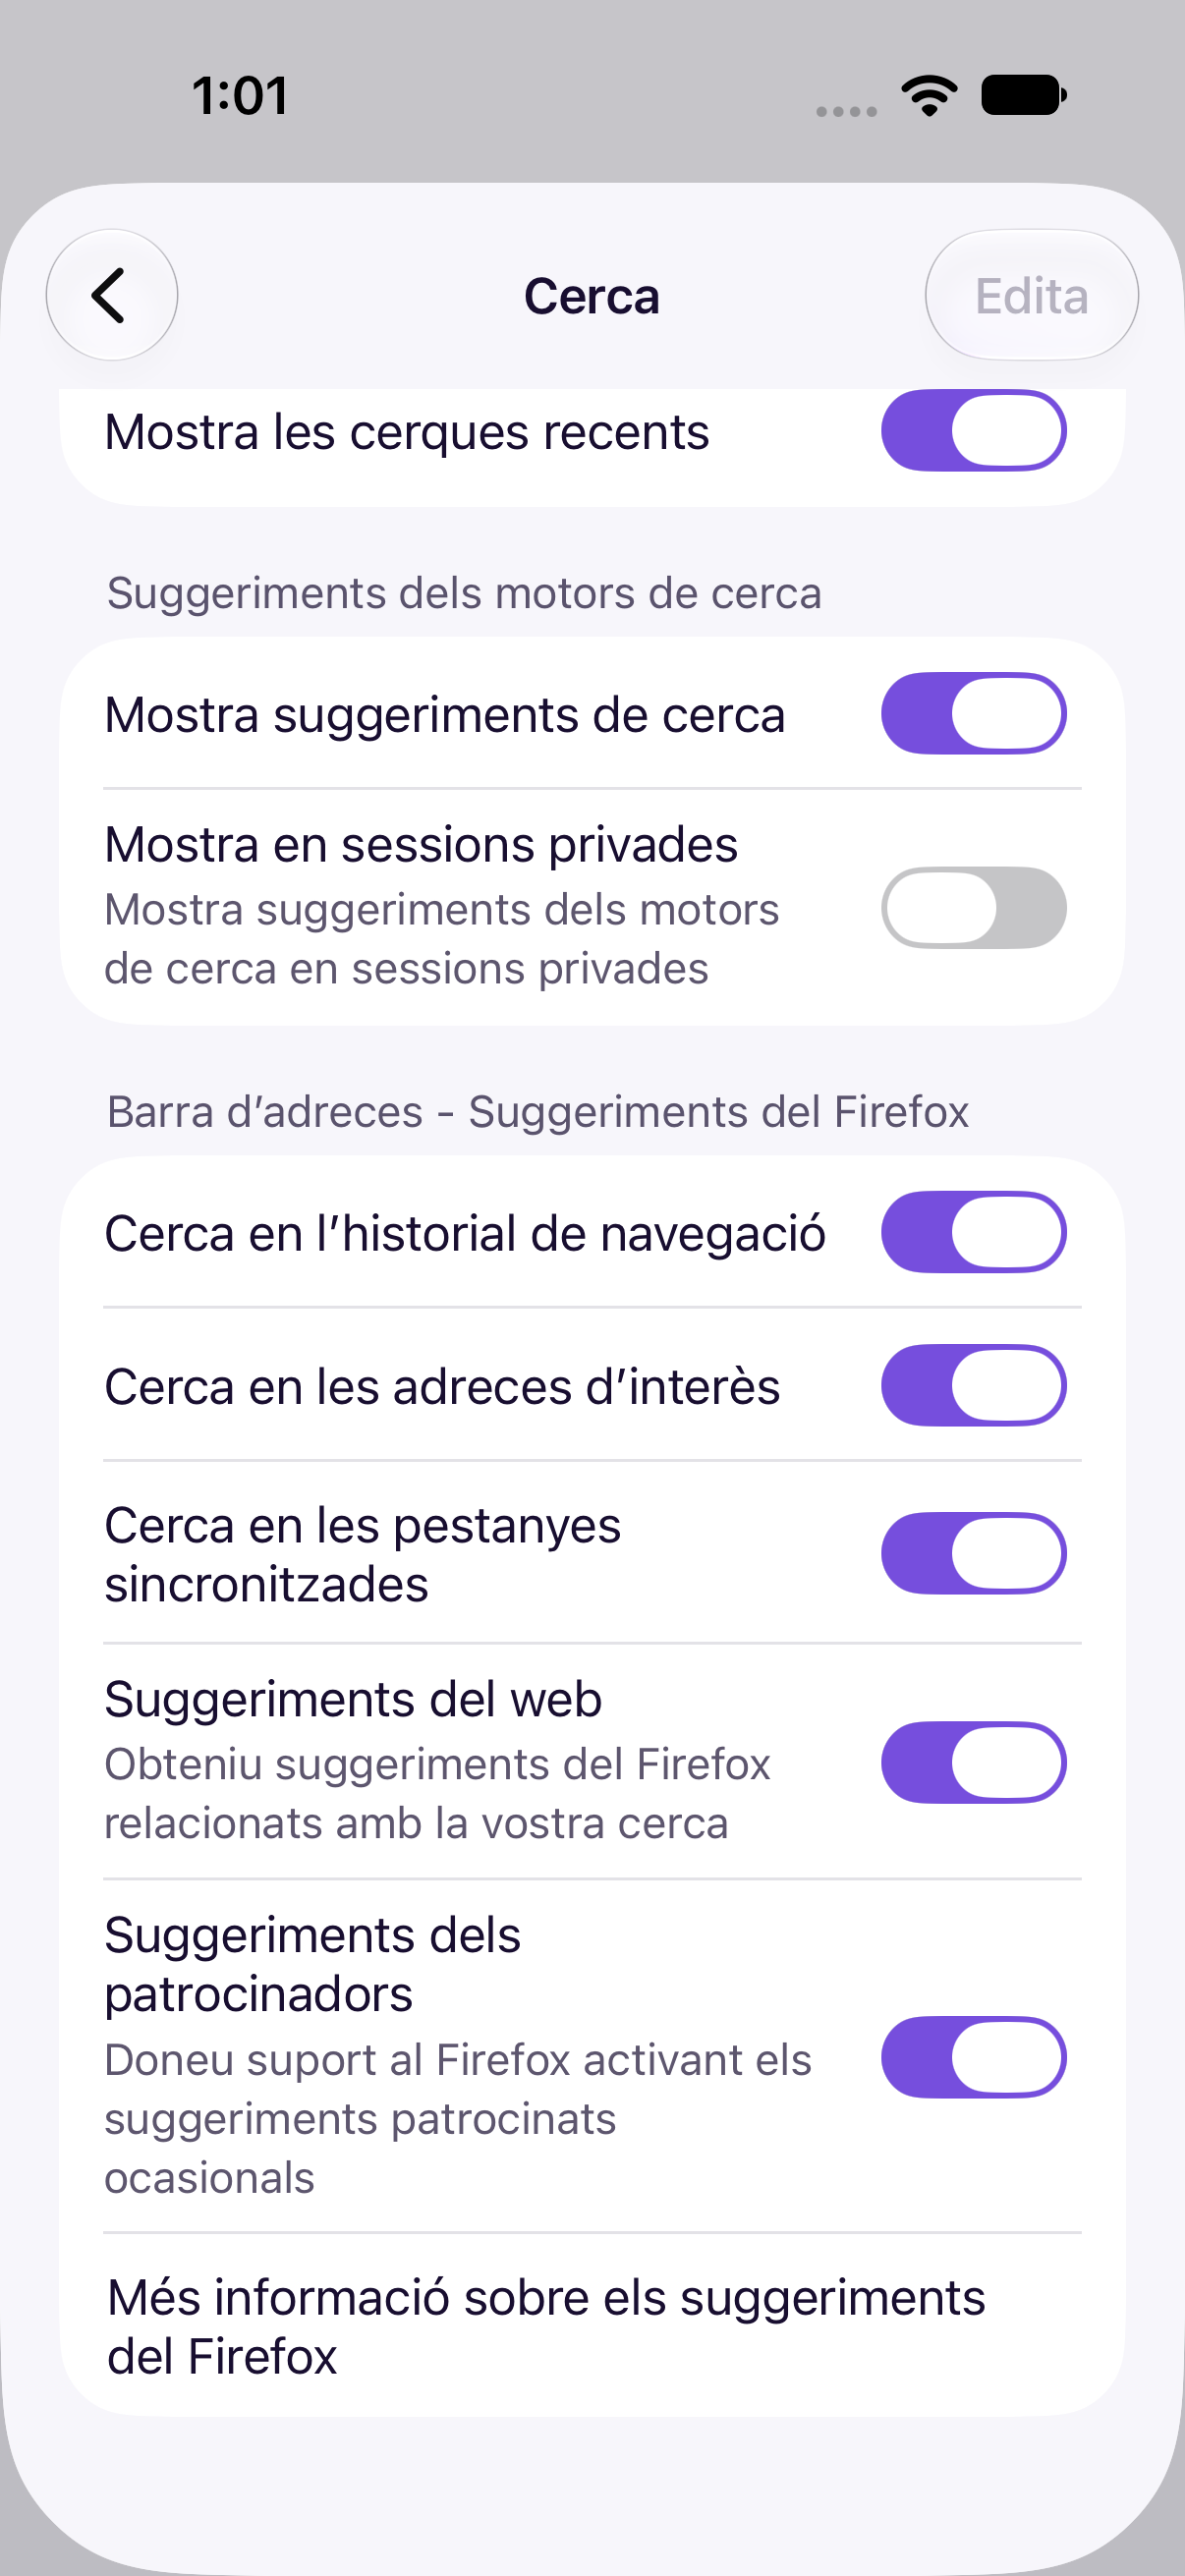 1:01
Cerca
Edita
Mostra les cerques recents
Suggeriments dels motors de cerca
Mostra suggeriments de cerca
Mostra en sessions privades
Mostra suggeriments dels motors
de cerca en sessions privades
Barra d’adreces - Suggeriments del Firefox
Cerca en l’historial de navegació
Cerca en les adreces d’interès
Cerca en les pestanyes
sincronitzades
Suggeriments del web
Obteniu suggeriments del Firefox
relacionats amb la vostra cerca
Suggeriments dels
patrocinadors
Doneu suport al Firefox activant els
suggeriments patrocinats
ocasionals
Més informació sobre els suggeriments
del Firefox